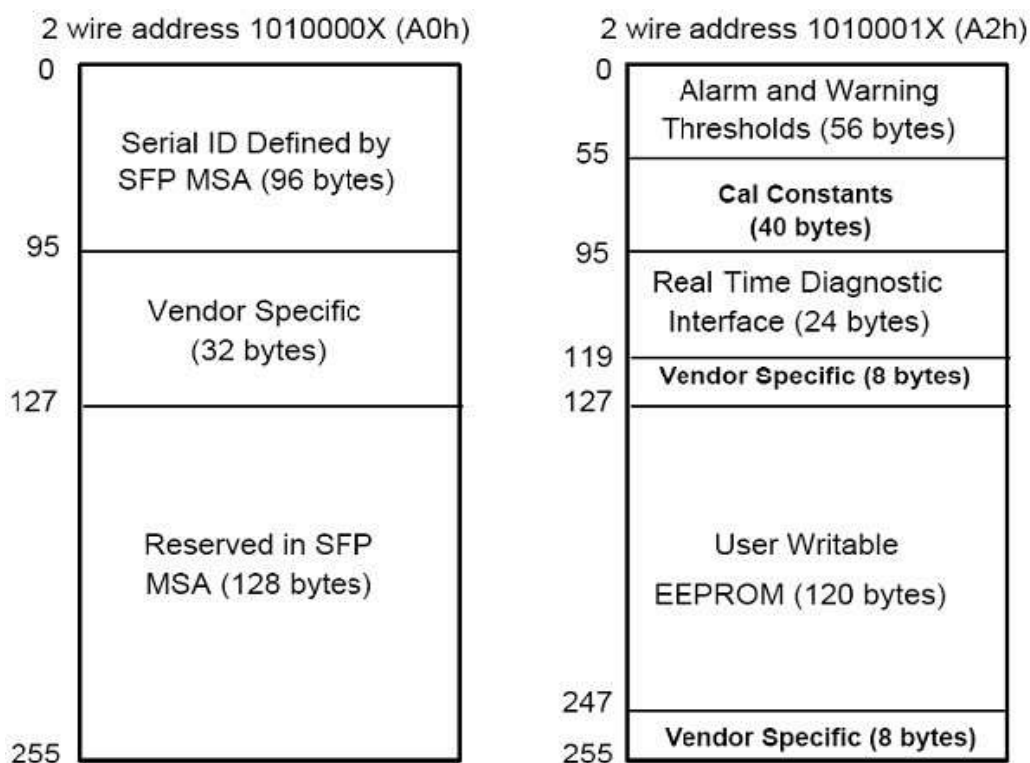 2 wire address 1010000X (A0h)
0
Serial ID Defined by
SFP MSA (96 bytes)
95
Vendor Specific
(32 bytes)
127
Reserved in SFP
MSA (128 bytes)
255
2 wire address 1010001X (A2h)
0
Alarm and Warning
Thresholds (56 bytes)
55
Cal Constants
(40 bytes)
95
Real Time Diagnostic
Interface (24 bytes)
119
Vendor Specific (8 bytes)
127
User Writable
EEPROM (120 bytes)
247
Vendor Specific (8 bytes)
255